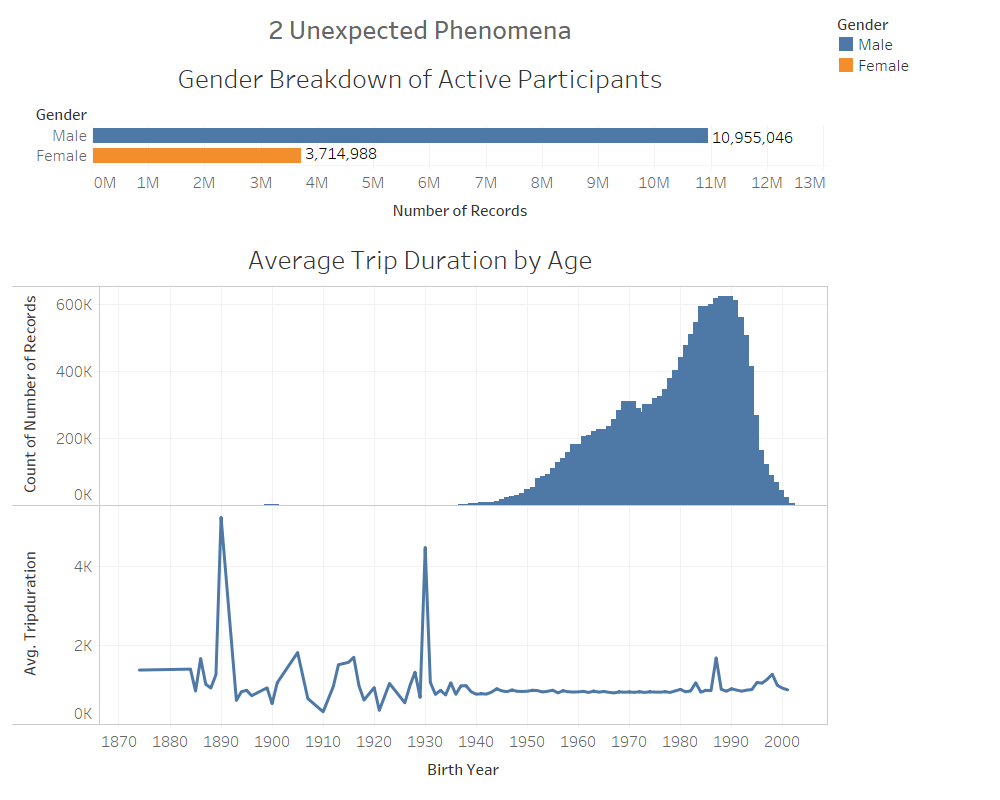 2 Unexpected Phenomena
Gender
Male
Female
Gender Breakdown of Active Participants
Gender
Male 10,955,046
Female 3,714,988
0M 1M 2M 3M 4M 5M 6M 7M 8M 9M 10M 11M 12M 13M
Number of Records
Average Trip Duration by Age
Count of Number of Records
600K
400K
200K
0K
Avg. Tripduration
4K
2K
0K
1870 1880 1890 1900 1910 1920 1930 1940 1950 1960 1970 1980 1990 2000
Birth Year